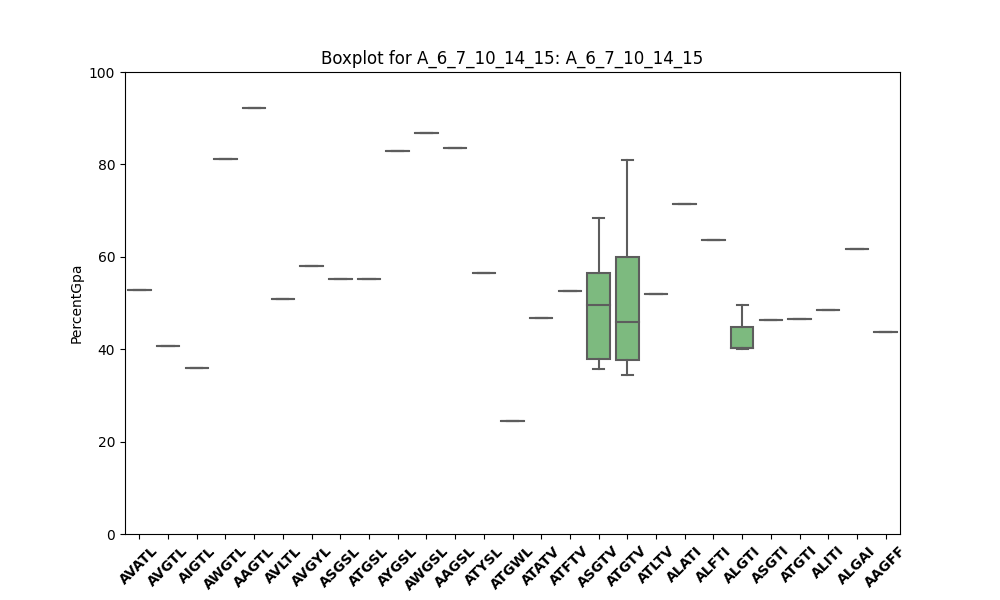 Boxplot for A_6_7_10_14_15: A_6_7_10_14_15
PercentGpa
100
80
60
40
20
0
AVATL
AVGTL
AIGTL
AWGTL
AAGTL
AVLTL
AVGYL
ASGSL
ATGSL
AYGSL
AWGSL
AAGSL
ATYSL
ATGWL
ATATV
ATFTV
ASGTV
ATGTV
ATLTV
ALATI
ALFTI
ALGTI
ASGTI
ATGTI
ALITI
ALGAI
AAGFF